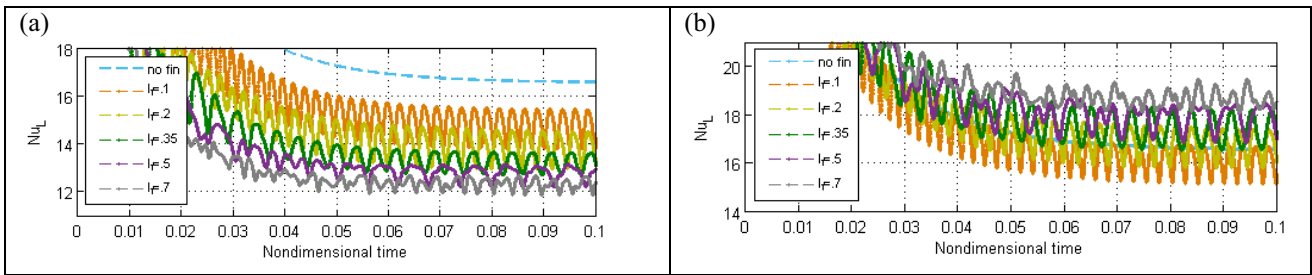 (a)
18
16
14
12
Nu_L
no fin
l_f=.1
l_f=.2
l_f=.35
l_f=.5
l_f=.7
0 0.01 0.02 0.03 0.04 0.05 0.06 0.07 0.08 0.09 0.1
Nondimensional time
(b)
20
18
16
14
Nu_L
no fin
l_f=.1
l_f=.2
l_f=.35
l_f=.5
l_f=.7
0 0.01 0.02 0.03 0.04 0.05 0.06 0.07 0.08 0.09 0.1
Nondimensional time